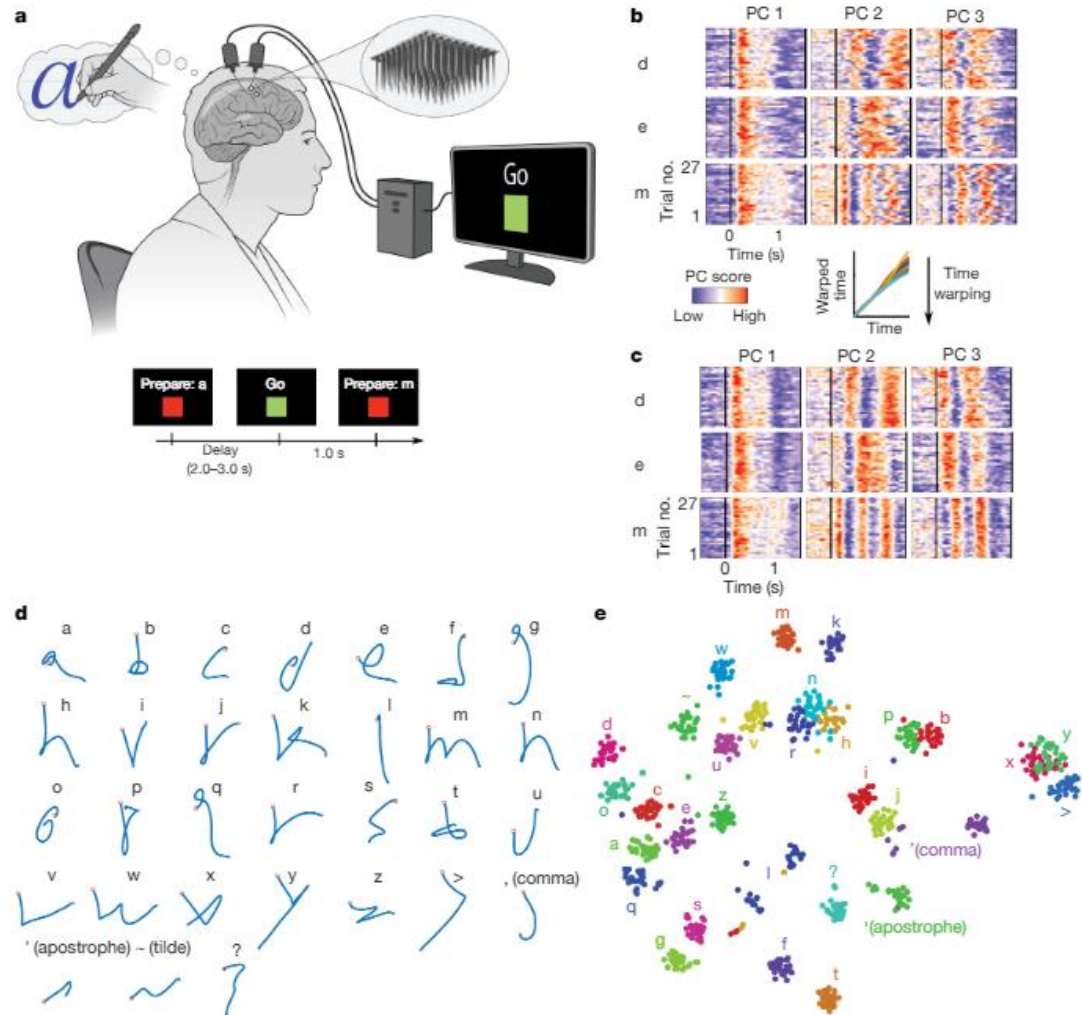 a
a
Go
Prepare: a
Go
Prepare: m
Delay
(2.0–3.0 s)
1.0 s
b
PC 1 PC 2 PC 3
d
e
m
Trial no.
27
1
0 1
Time (s)
PC score
Low High
Warped time
Time
Time warping
c
PC 1 PC 2 PC 3
d
e
m
Trial no.
27
1
0 1
Time (s)
d
a b c d e f g
h i j k l m n
o p q r s t u
v w x y z > , (comma)
' (apostrophe) ~ (tilde) ?
e
m k
w
n
~
d v r h p b y
u x
o c e z i j >
a '(comma)
l
q ?
s '(apostrophe)
g f
t